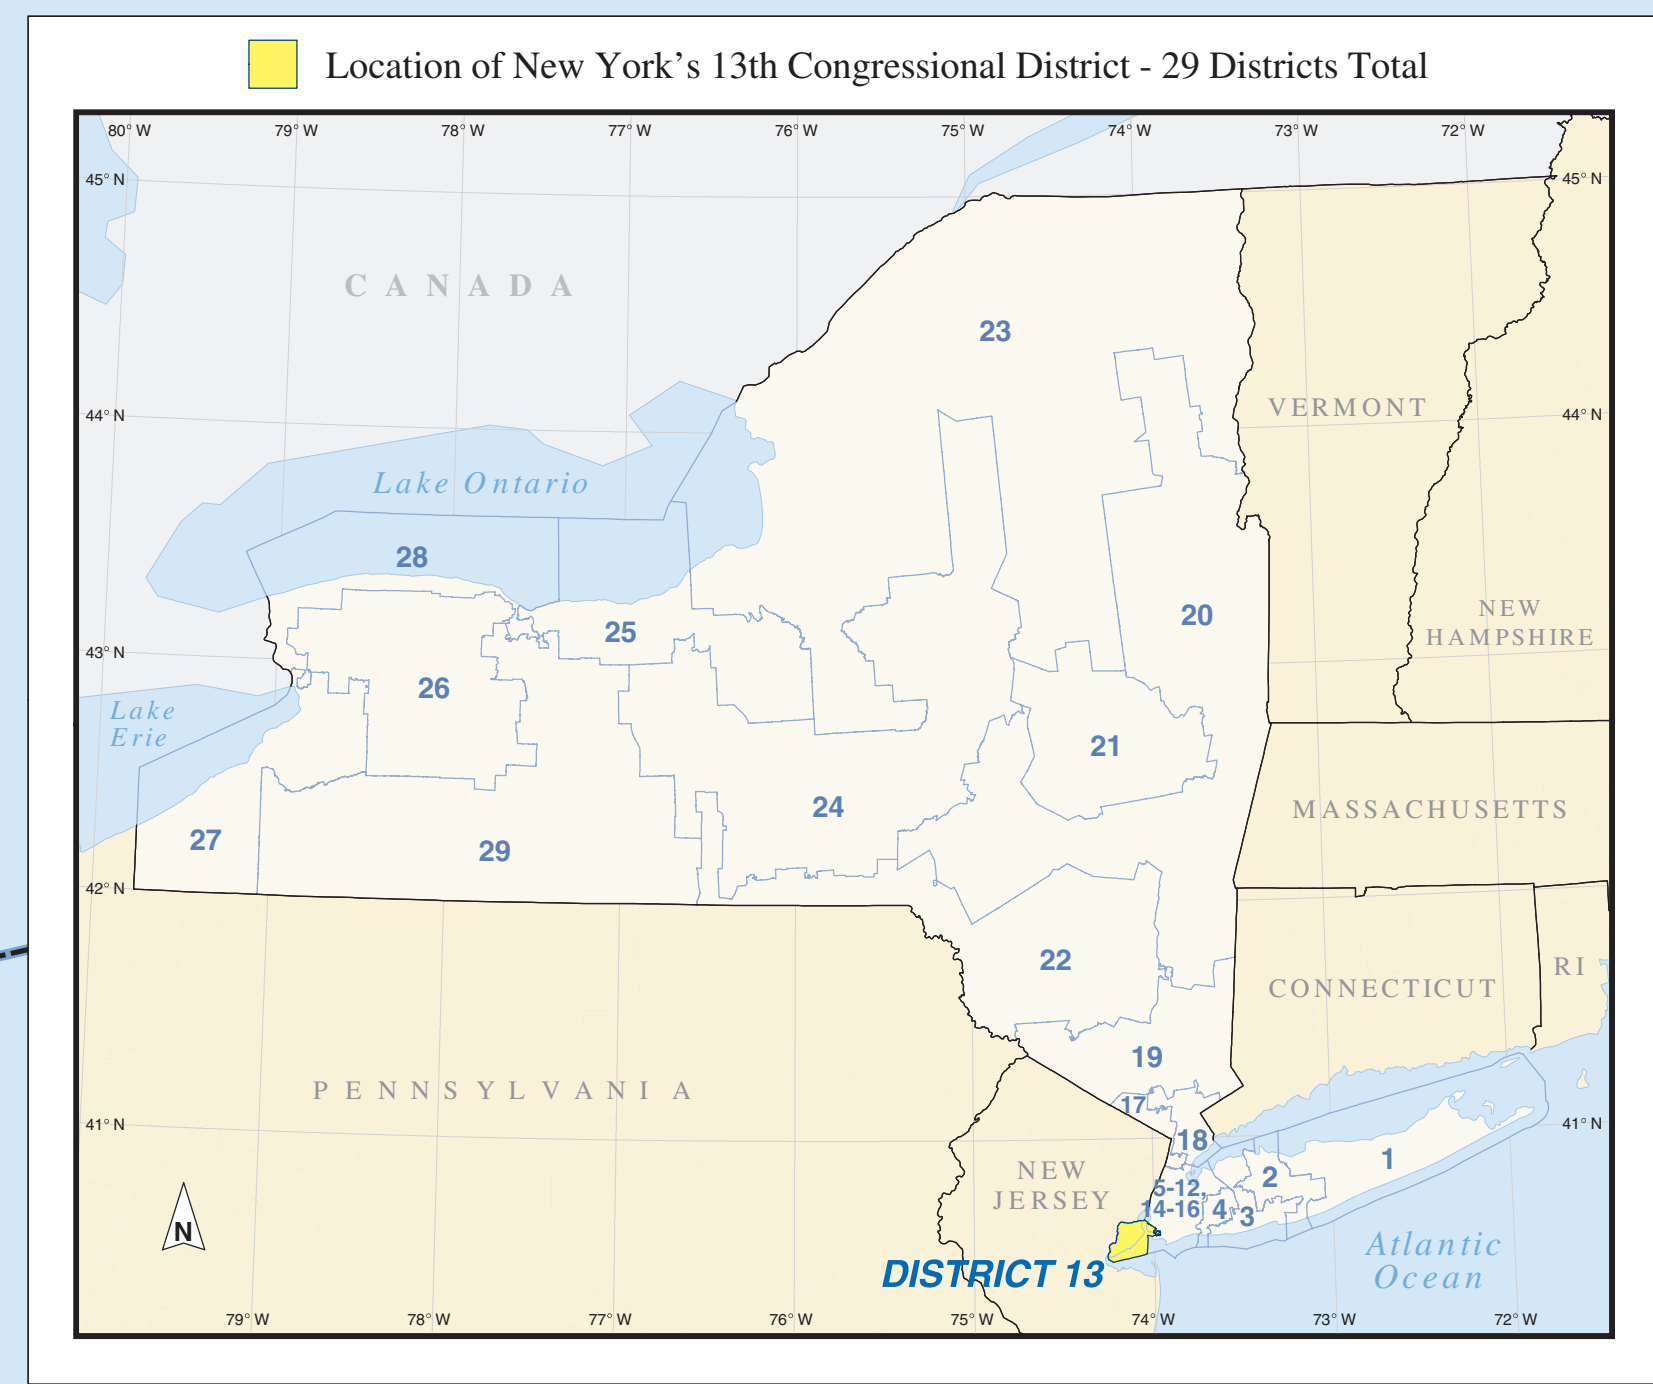 Location of New York's 13th Congressional District - 29 Districts Total
80° W 79° W 78° W 77° W 76° W 75° W 74° W 73° W 72° W
45° N 45° N
CANADA
23
44° N 44° N
VERMONT
Lake Ontario
28
NEW
HAMPSHIRE
20
25
43° N 43° N
26
Lake
Erie
21
24
MASSACHUSETTS
27
29
42° N
22
RI
CONNECTICUT
19
PENNSYLVANIA
17
41° N 41° N
18
1
NEW
JERSEY
2
5-12,
14-16
4
3
N
Atlantic
Ocean
DISTRICT 13
79° W 78° W 77° W 76° W 75° W 74° W 73° W 72° W